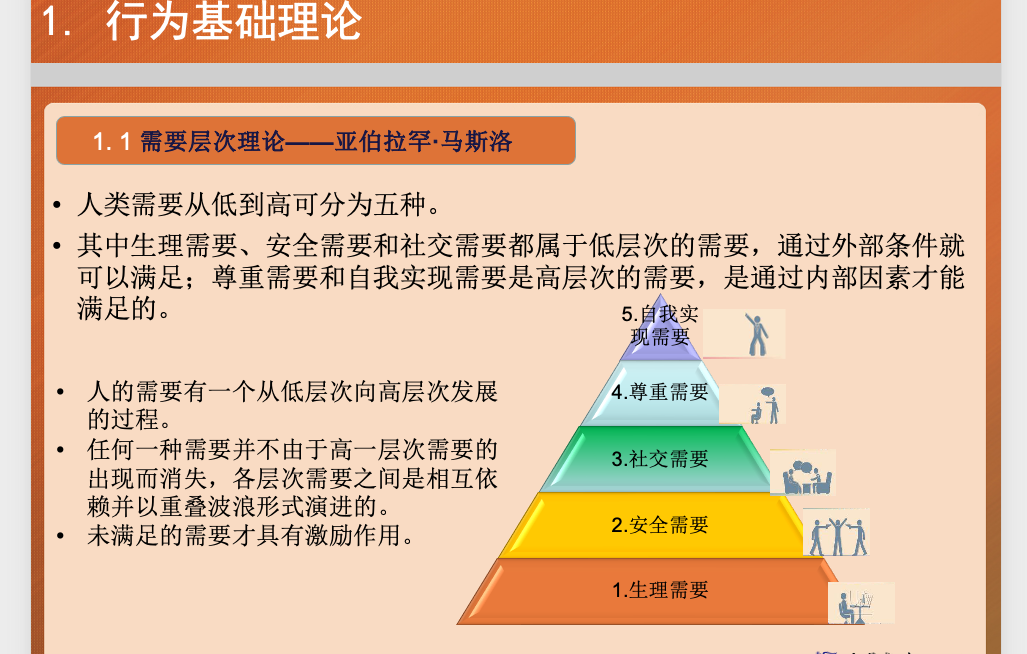 1. 行为基础理论
1.1 需要层次理论——亚伯拉罕·马斯洛
• 人类需要从低到高可分为五种。
• 其中生理需要、安全需要和社交需要都属于低层次的需要，通过外部条件就
可以满足；尊重需要和自我实现需要是高层次的需要，是通过内部因素才能
满足的。
• 人的需要有一个从低层次向高层次发展
的过程。
• 任何一种需要并不由于高一层次需要的
出现而消失，各层次需要之间是相互依
赖并以重叠波浪形式演进的。
• 未满足的需要才具有激励作用。
5.自我实
现需要
4.尊重需要
3.社交需要
2.安全需要
1.生理需要